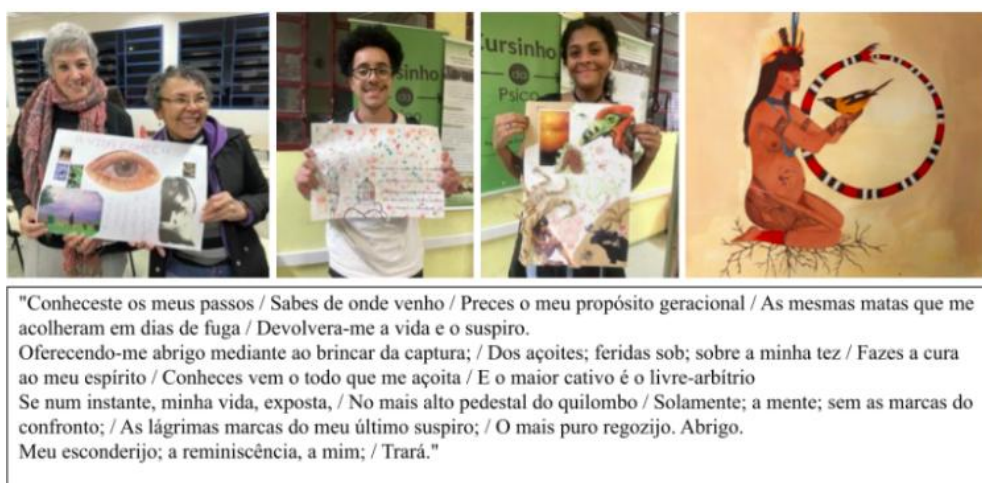 Cursinho
da
Psico
"Conheceste os meus passos / Sabes de onde venho / Preces o meu propósito geracional / As mesmas matas que me
acolheram em dias de fuga / Devolvera-me a vida e o suspiro.
Oferecendo-me abrigo mediante ao brincar da captura; / Dos açoites; feridas sob; sobre a minha tez / Fazes a cura
ao meu espírito / Conheces vem o todo que me açoita / E o maior cativo é o livre-arbítrio
Se num instante, minha vida, exposta, / No mais alto pedestal do quilombo / Solamente; a mente; sem as marcas do
confronto; / As lágrimas marcas do meu último suspiro; / O mais puro regozijo. Abrigo.
Meu esconderijo; a reminiscência, a mim; / Trará."